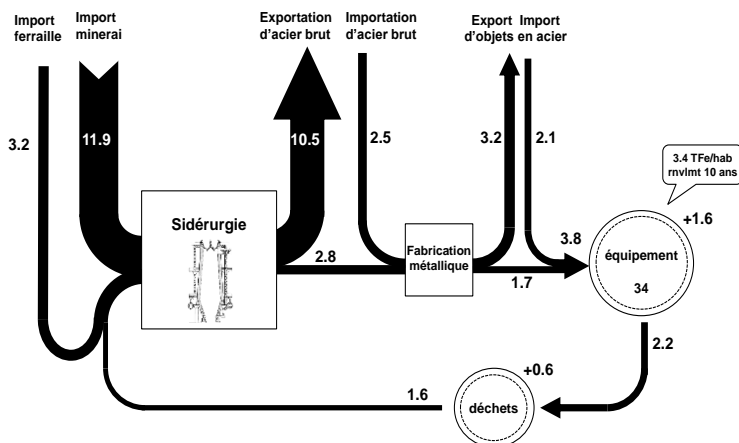 Import
ferraille
Import
minerai
Exportation
d'acier brut
Importation
d'acier brut
Export
d'objets
Import
en acier
3.2
11.9
10.5
2.5
3.2
2.1
3.4 TFe/hab
rnvlmt 10 ans
Sidérurgie
2.8
Fabrication
métallique
1.7
3.8
+1.6
équipement
34
2.2
+0.6
déchets
1.6